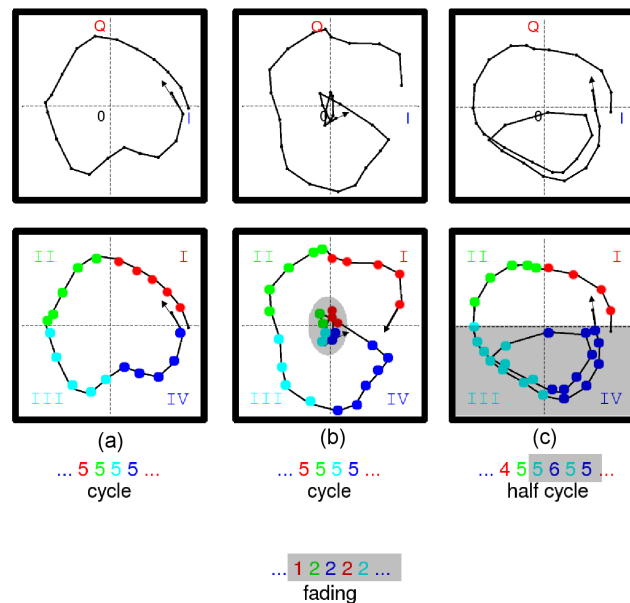 Q Q Q
0 I 0 I 0 I
II I II I II I
III IV III IV III IV
(a) (b) (c)
... 5 5 5 5 ... ... 5 5 5 5 ... ... 4 5 5 6 5 5 ...
cycle cycle half cycle
... 1 2 2 2 2 ...
fading